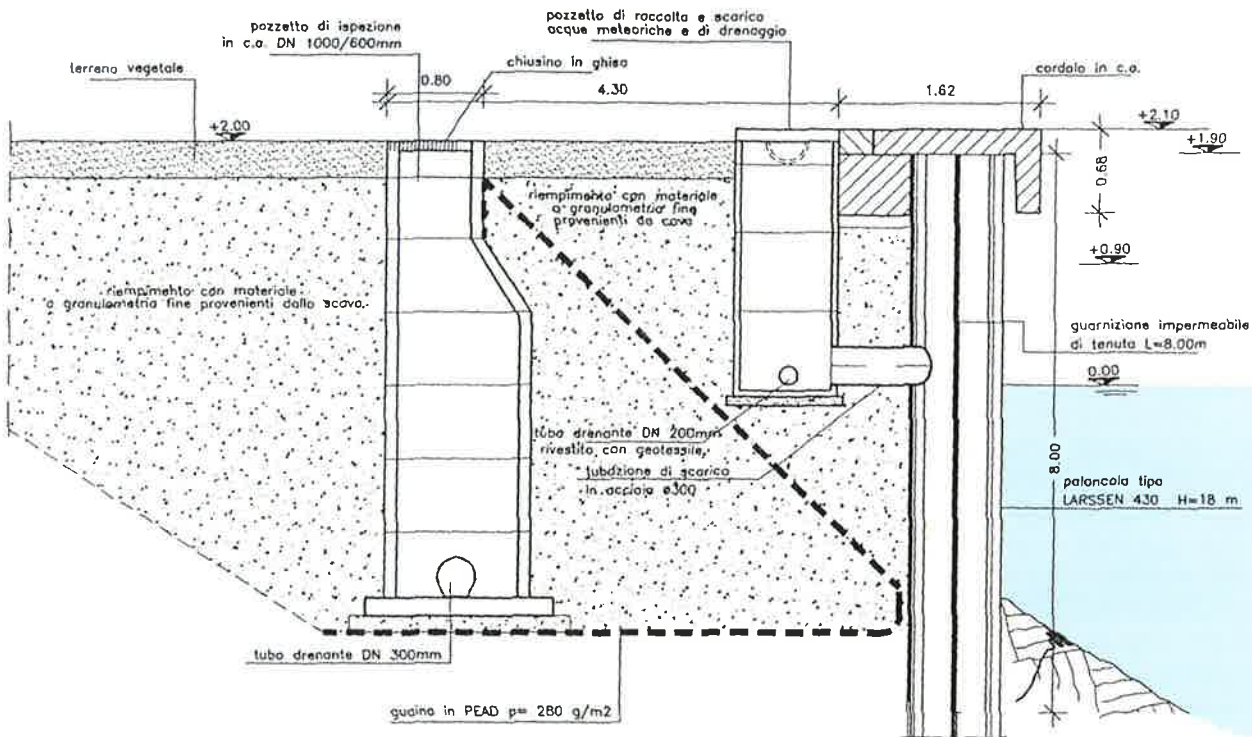 pozzetto di ispezione
in c.a. DN 1000/600mm
pozzetto di raccolta e scarico
acque meteoriche e di drenaggio
terreno vegetale
chiusino in ghisa
cordolo in c.a.
0.80
4.30
1.62
+2.00
+2.10
+1.90
0.68
riempimento con materiale
a granulometria fine
provenienti da cava
+0.90
riempimento con materiale
a granulometria fine provenienti dallo scavo.
guarnizione impermeabile
di tenuta L=8.00m
0.00
tubo drenante DN 200mm
rivestito con geotessile
tubazione di scarico
in acciaio ø300
8.00
palancola tipo
LARSSEN 430 H=18 m
tubo drenante DN 300mm
guaina in PEAD p= 280 g/m2